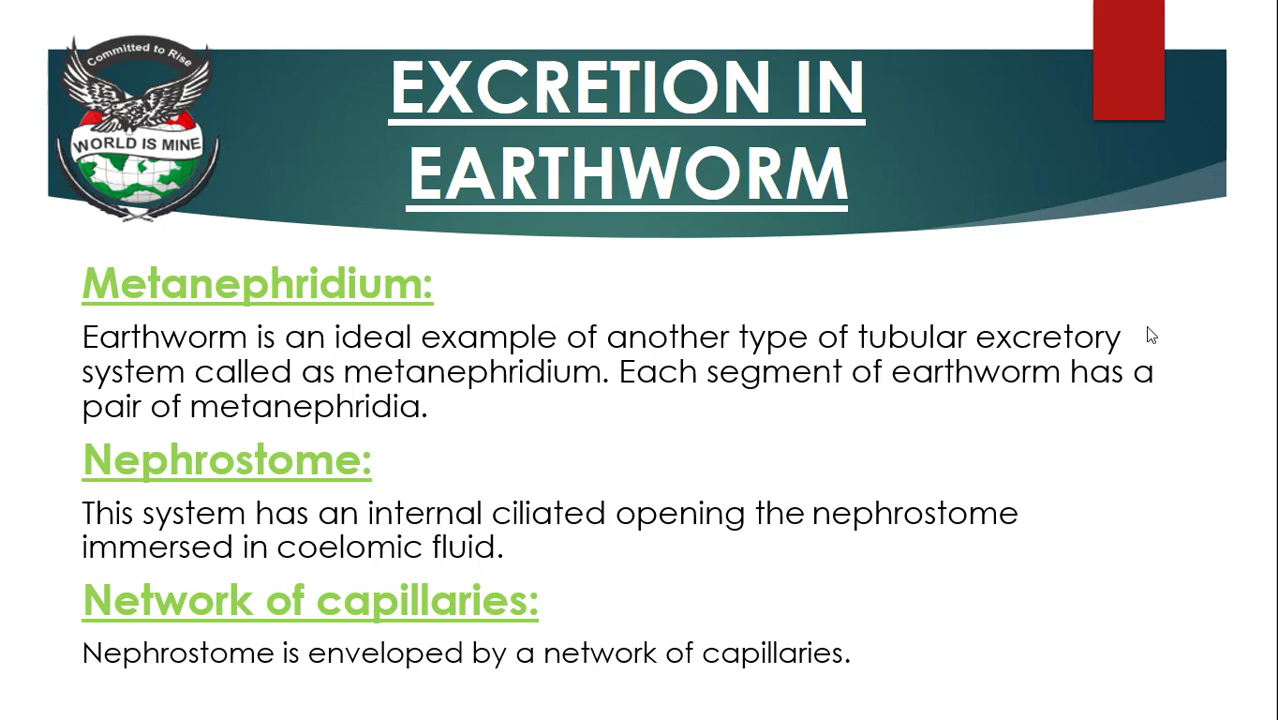 Committed to Rise
WORLD IS MINE
EXCRETION IN
EARTHWORM
Metanephridium:
Earthworm is an ideal example of another type of tubular excretory
system called as metanephridium. Each segment of earthworm has a
pair of metanephridia.
Nephrostome:
This system has an internal ciliated opening the nephrostome
immersed in coelomic fluid.
Network of capillaries:
Nephrostome is enveloped by a network of capillaries.